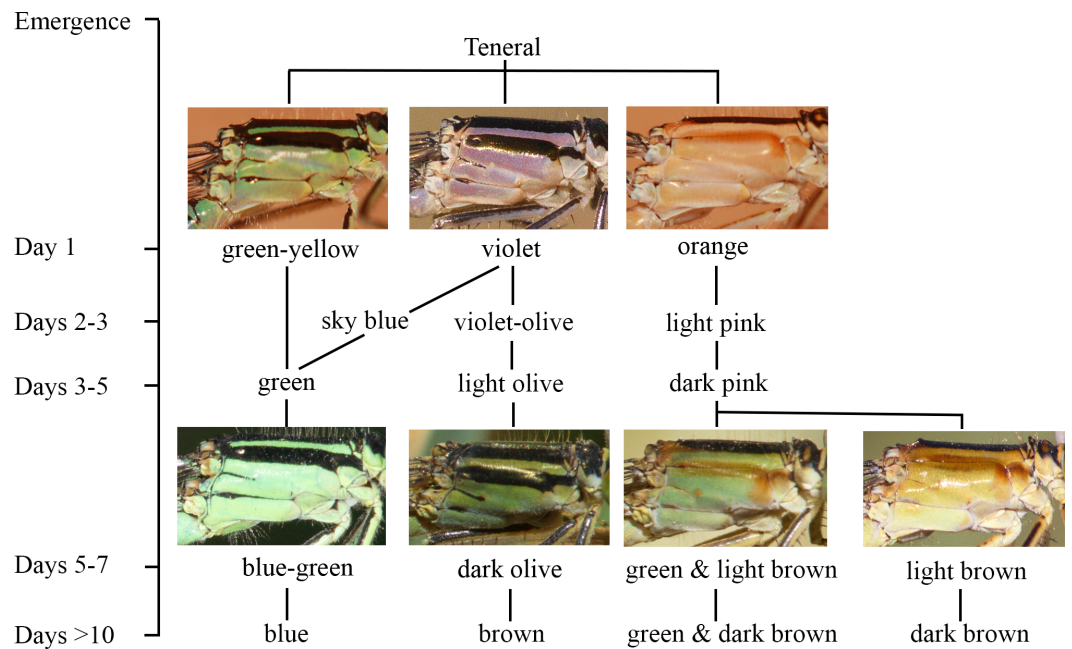 Emergence
Teneral
Day 1
green-yellow
violet
orange
Days 2-3
sky blue
violet-olive
light pink
Days 3-5
green
light olive
dark pink
Days 5-7
blue-green
dark olive
green & light brown
light brown
Days >10
blue
brown
green & dark brown
dark brown